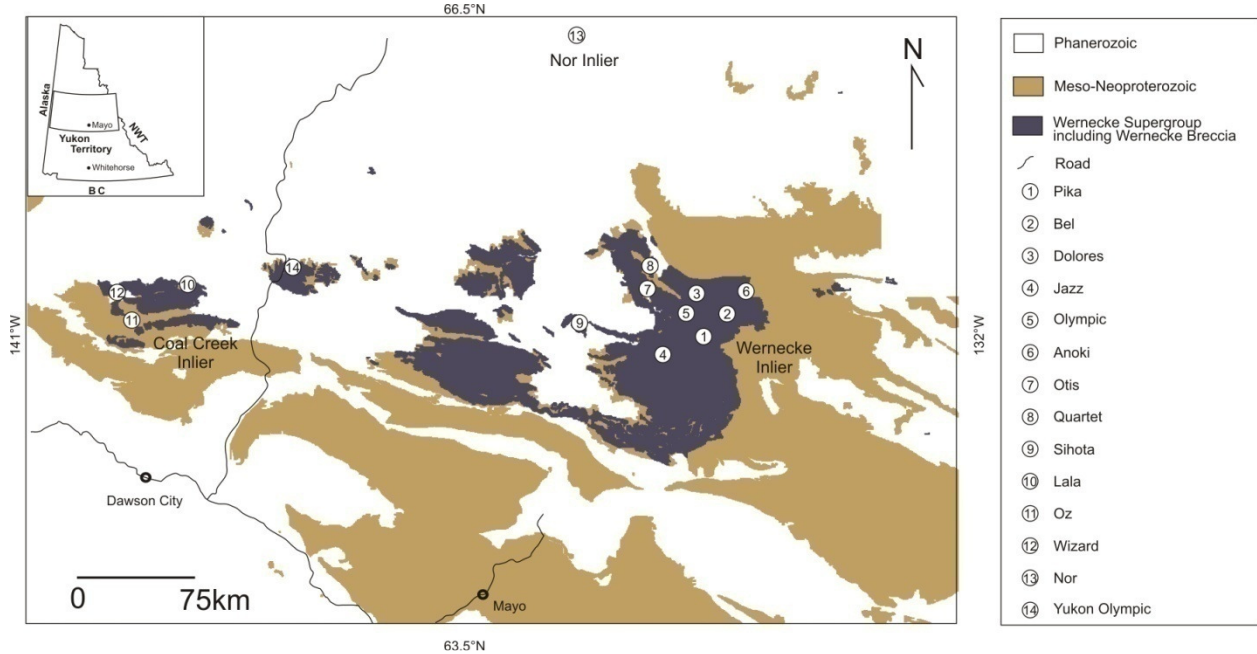 66.5°N
Alaska
Mayo
NWT
Yukon
Territory
Whitehorse
B C
13
Nor Inlier
N
14
12
10
11
Coal Creek
Inlier
8
7
3
6
5
2
9
1
4
Wernecke
Inlier
141°W
132°W
Dawson City
0 75km
Mayo
63.5°N
Phanerozoic
Meso-Neoproterozoic
Wernecke Supergroup
including Wernecke Breccia
Road
1 Pika
2 Bel
3 Dolores
4 Jazz
5 Olympic
6 Anoki
7 Otis
8 Quartet
9 Sihota
10 Lala
11 Oz
12 Wizard
13 Nor
14 Yukon Olympic